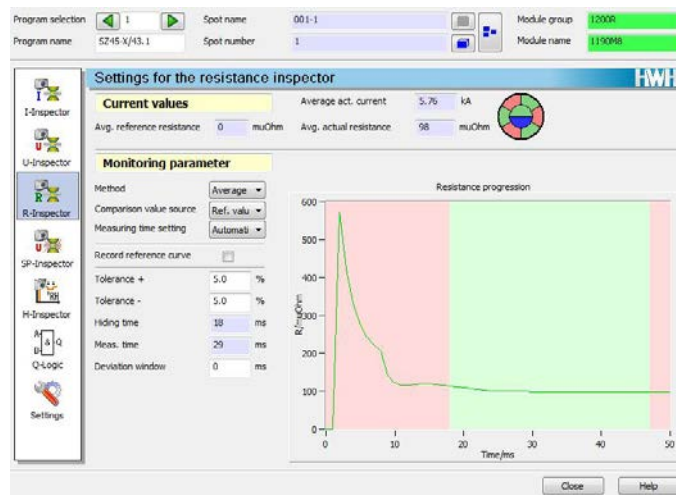 Program selection 1 Spot name 001-1 Module group 1200R
Program name SZ45-X/43.1 Spot number 1 Module name 1190MB
Settings for the resistance inspector HWH
I-Inspector
U-Inspector
R-Inspector
SP-Inspector
H-Inspector
Q-Logic
Settings
Current values
Average act. current 5.76 kA
Avg. reference resistance 0 muOhm Avg. actual resistance 98 muOhm
Monitoring parameter
Method Average
Comparison value source Ref. valu
Measuring time setting Automati
Record reference curve
Tolerance + 5.0 %
Tolerance - 5.0 %
Hiding time 18 ms
Meas. time 29 ms
Deviation window 0 ms
Resistance progression
R/muOhm
600
500
400
300
200
100
0
0 10 20 30 40 50
Time/ms
Close Help